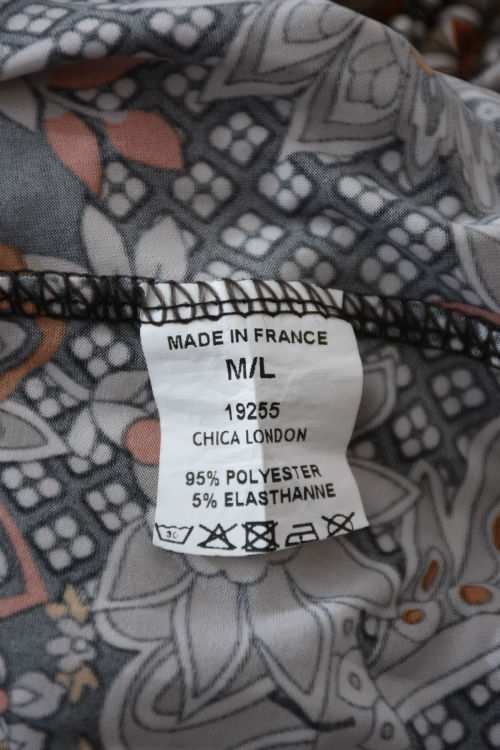 MADE IN FRANCE
M/L
19255
CHICA LONDON
95% POLYESTER
5% ELASTHANNE
30